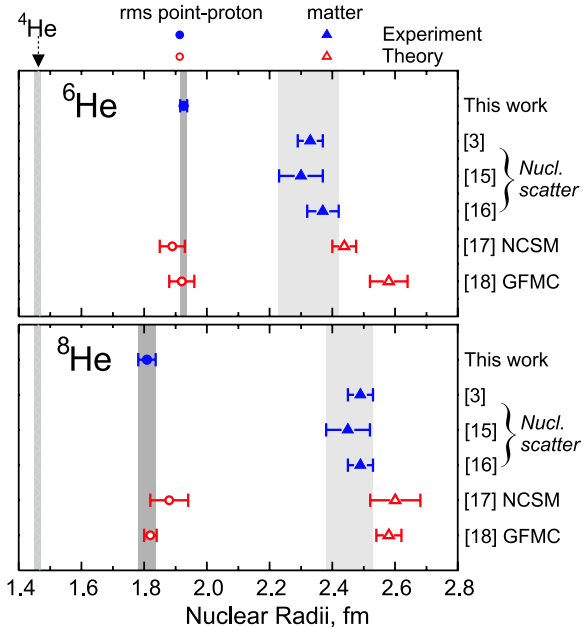 ⁴He
rms point-proton
matter
Experiment
Theory
⁶He
This work
[3]
[15]
[16]
Nucl.
scatter
[17] NCSM
[18] GFMC
⁸He
This work
[3]
[15]
[16]
Nucl.
scatter
[17] NCSM
[18] GFMC
1.4 1.6 1.8 2.0 2.2 2.4 2.6 2.8
Nuclear Radii, fm